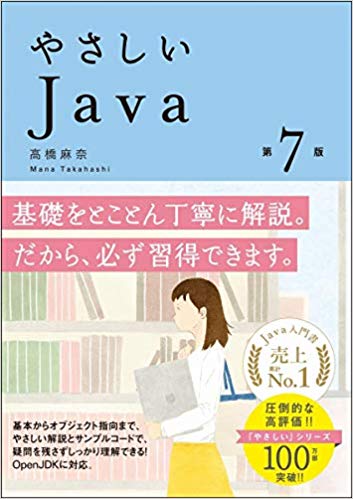 やさしい
Java
高橋麻奈
Mana Takahashi
第7版
基礎をとことん丁寧に解説。
だから、必ず習得できます。
Java入門書
売上
No.1
圧倒的な
高評価!!
「やさしい」シリーズ
100万部
突破!!
基本からオブジェクト指向まで、
やさしい解説とサンプルコードで、
疑問を残さずしっかり理解できる!
OpenJDKに対応。